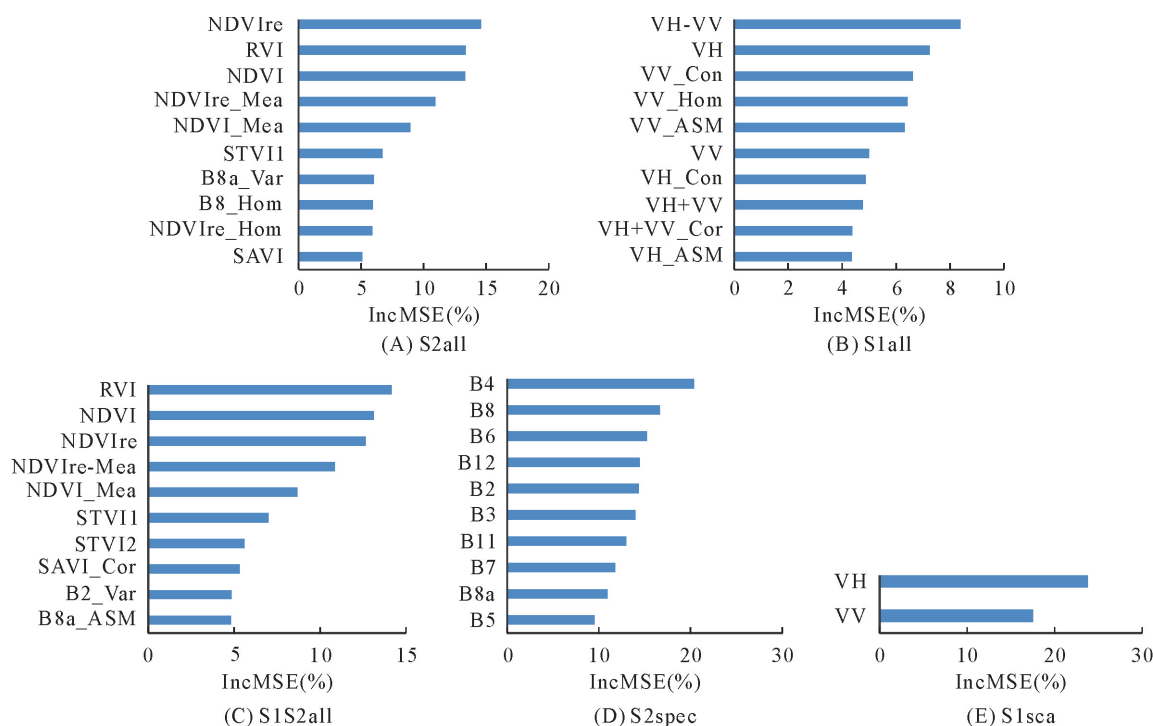 NDVIre
RVI
NDVI
NDVIre_Mea
NDVI_Mea
STVI1
B8a_Var
B8_Hom
NDVIre_Hom
SAVI
0 5 10 15 20
IncMSE(%)
(A) S2all
VH-VV
VH
VV_Con
VV_Hom
VV_ASM
VV
VH_Con
VH+VV
VH+VV_Cor
VH_ASM
0 2 4 6 8 10
IncMSE(%)
(B) S1all
RVI
NDVI
NDVIre
NDVIre-Mea
NDVI_Mea
STVI1
STVI2
SAVI_Cor
B2_Var
B8a_ASM
0 5 10 15
IncMSE(%)
(C) S1S2all
B4
B8
B6
B12
B2
B3
B11
B7
B8a
B5
0 10 20 30
IncMSE(%)
(D) S2spec
VH
VV
0 10 20 30
IncMSE(%)
(E) S1sca